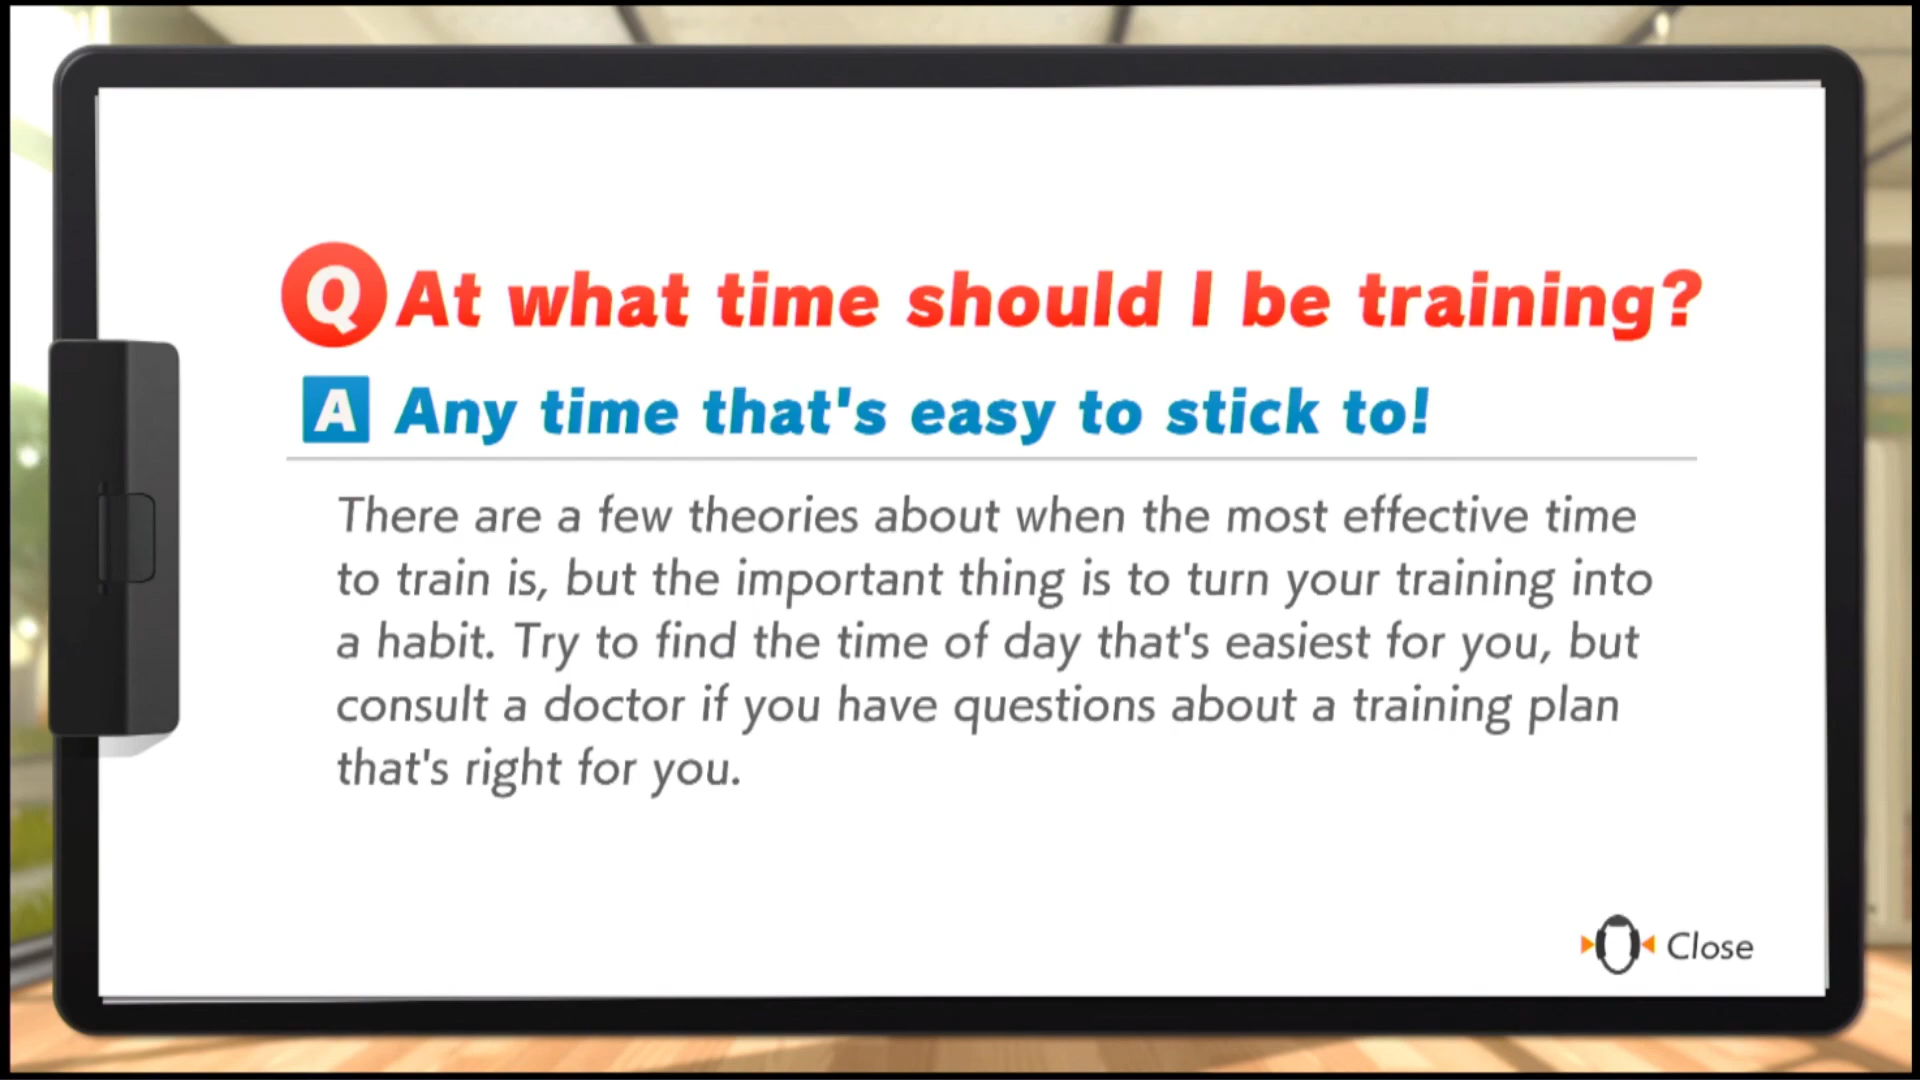 Q At what time should I be training?
A Any time that's easy to stick to!
There are a few theories about when the most effective time
to train is, but the important thing is to turn your training into
a habit. Try to find the time of day that's easiest for you, but
consult a doctor if you have questions about a training plan
that's right for you.
Close